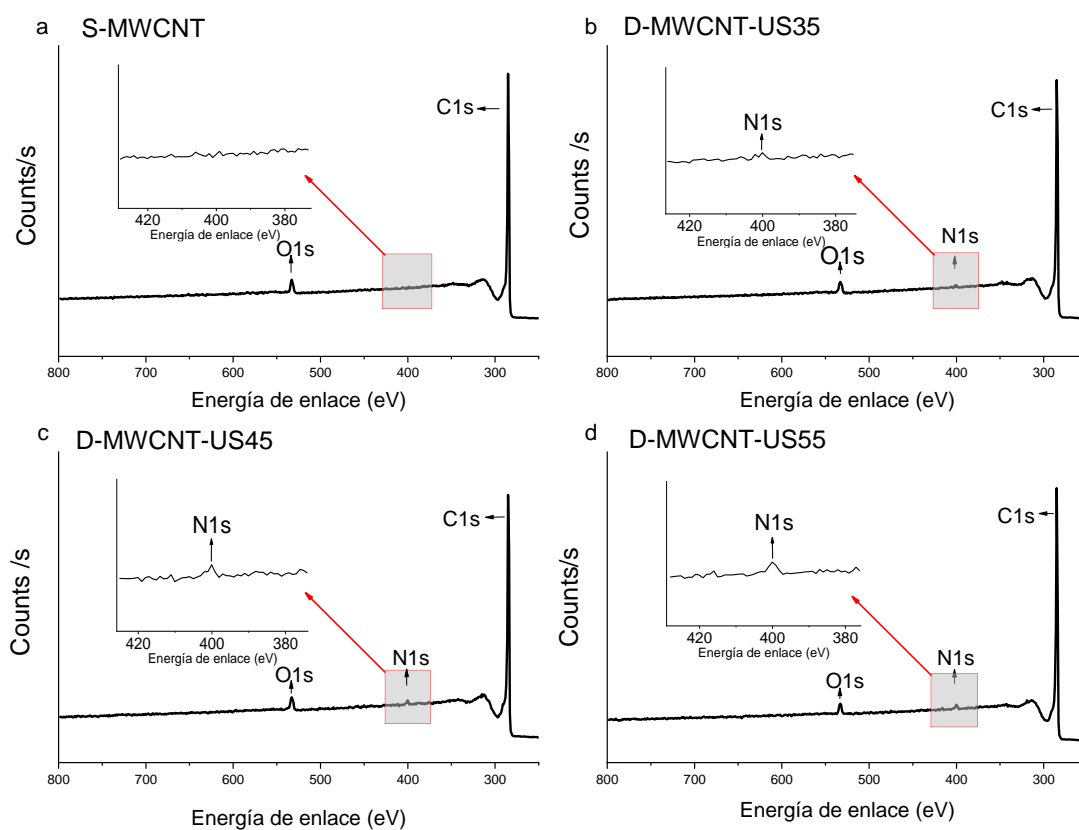 a
S-MWCNT
C1s
O1s
420 400 380
Energía de enlace (eV)
Counts/s
800 700 600 500 400 300
Energía de enlace (eV)
b
D-MWCNT-US35
C1s
N1s
420 400 380
Energía de enlace (eV)
N1s
O1s
Counts /s
800 700 600 500 400 300
Energía de enlace (eV)
c
D-MWCNT-US45
C1s
N1s
420 400 380
Energía de enlace (eV)
N1s
O1s
Counts /s
800 700 600 500 400 300
Energía de enlace (eV)
d
D-MWCNT-US55
C1s
N1s
420 400 380
Energía de enlace (eV)
N1s
O1s
Counts/s
800 700 600 500 400 300
Energía de enlace (eV)